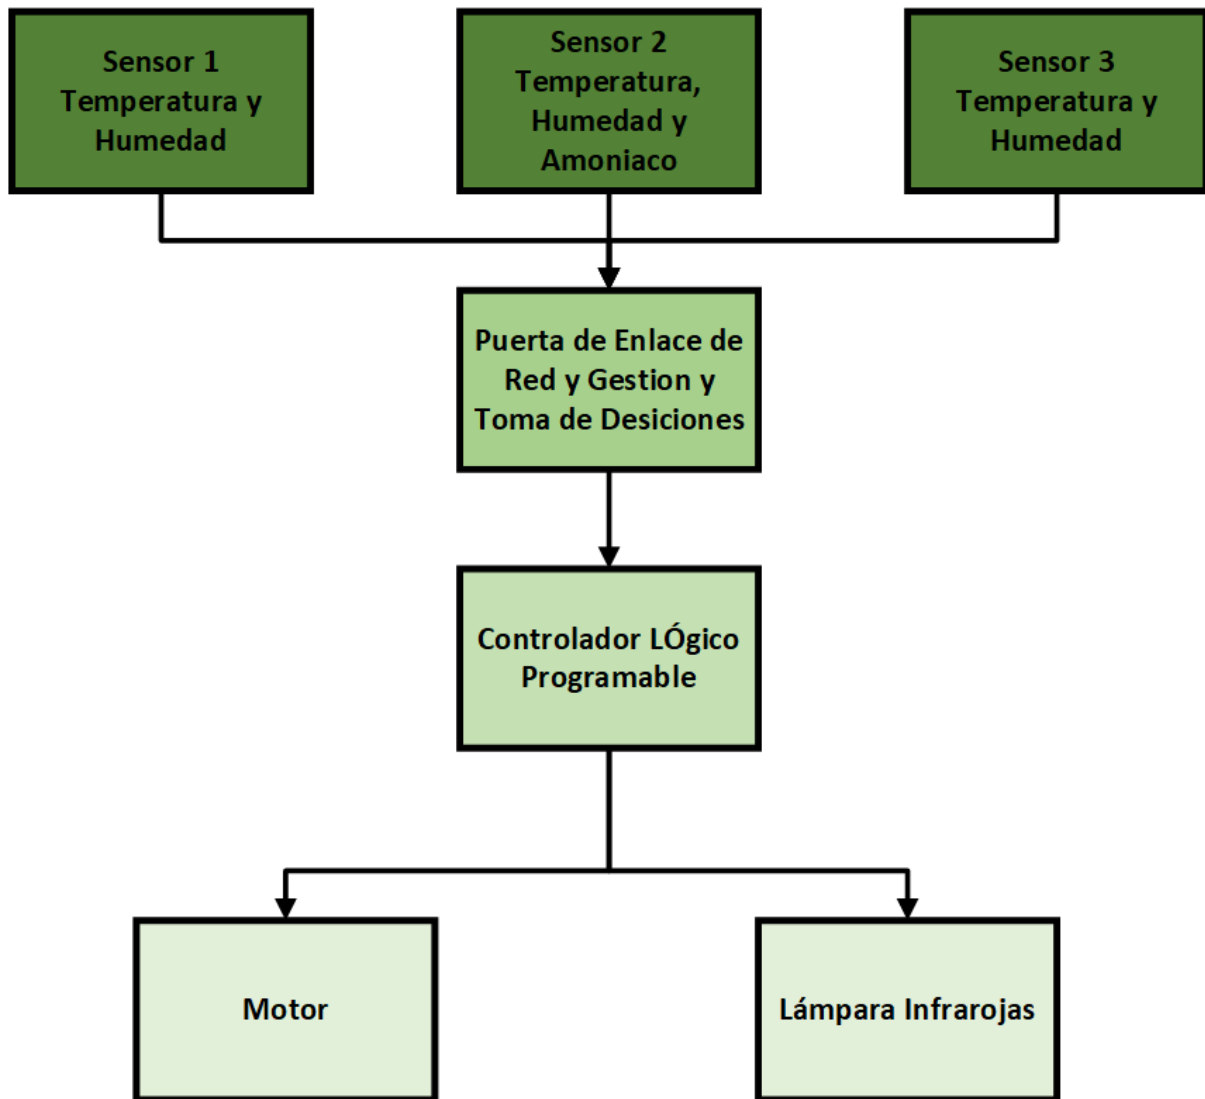 Sensor 1
Temperatura y
Humedad
Sensor 2
Temperatura,
Humedad y
Amoniaco
Sensor 3
Temperatura y
Humedad
Puerta de Enlace de
Red y Gestion y
Toma de Desiciones
Controlador LÓgico
Programable
Motor
Lámpara Infrarojas